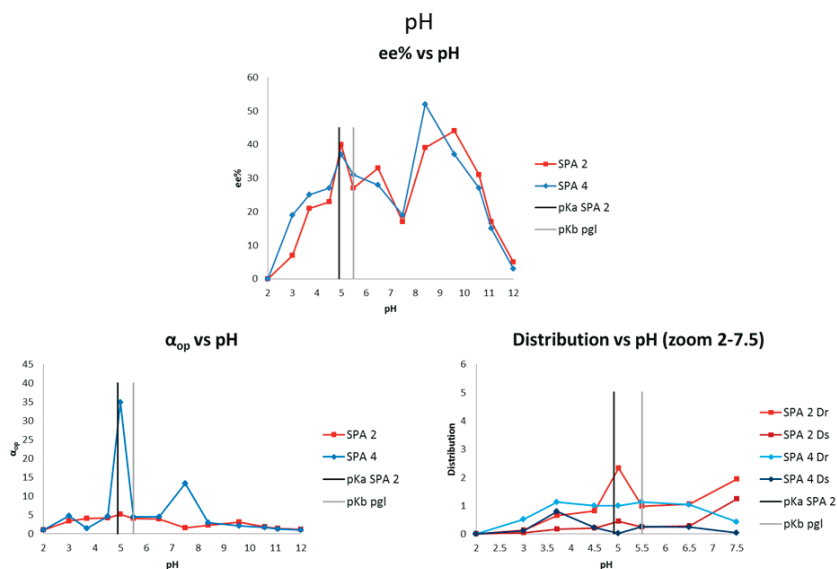 pH
ee% vs pH
60
50
40
30
20
10
0
ee%
2 3 4 5 6 7 8 9 10 11 12
pH
SPA 2
SPA 4
pKa SPA 2
pKb pgl
αop vs pH
45
40
35
30
25
20
15
10
5
0
αop
2 3 4 5 6 7 8 9 10 11 12
pH
SPA 2
SPA 4
pKa SPA 2
pKb pgl
Distribution vs pH (zoom 2-7.5)
6
5
4
3
2
1
0
Distribution
2 2.5 3 3.5 4 4.5 5 5.5 6 6.5 7 7.5
pH
SPA 2 Dr
SPA 2 Ds
SPA 4 Dr
SPA 4 Ds
pKa SPA 2
pKb pgl